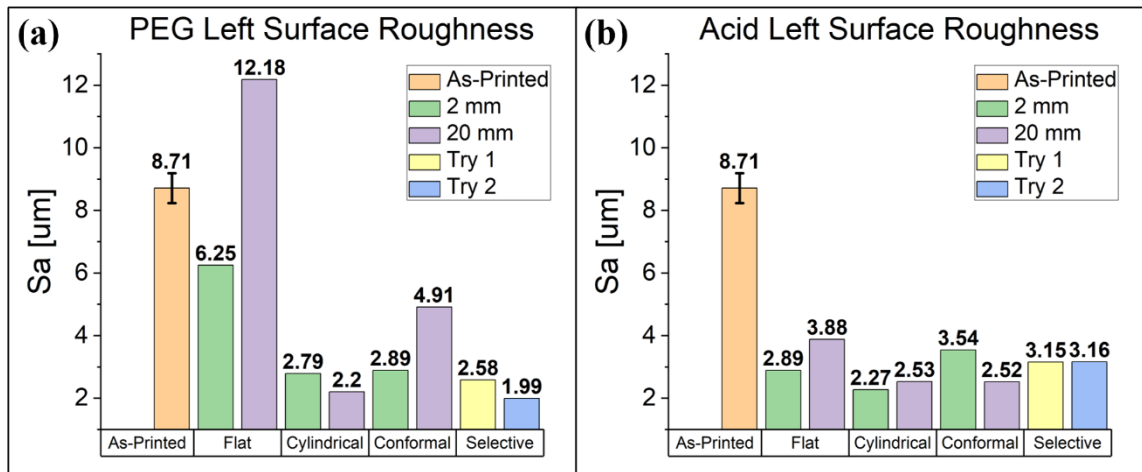 (a)
PEG Left Surface Roughness
Sa [um]
12
10
8
6
4
2
8.71
6.25
12.18
2.79
2.2
2.89
4.91
2.58
1.99
As-Printed
2 mm
20 mm
Try 1
Try 2
As-Printed Flat Cylindrical Conformal Selective
(b)
Acid Left Surface Roughness
Sa [um]
12
10
8
6
4
2
8.71
2.89
3.88
2.27
2.53
3.54
2.52
3.15
3.16
As-Printed
2 mm
20 mm
Try 1
Try 2
As-Printed Flat Cylindrical Conformal Selective